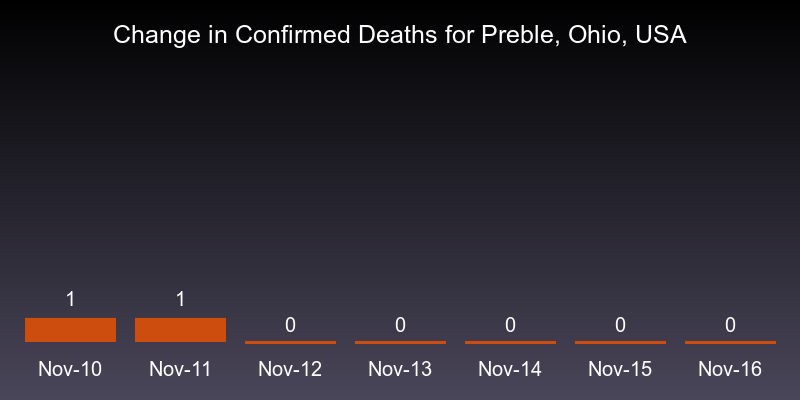 Change in Confirmed Deaths for Preble, Ohio, USA
1 1 0 0 0 0 0
Nov-10 Nov-11 Nov-12 Nov-13 Nov-14 Nov-15 Nov-16